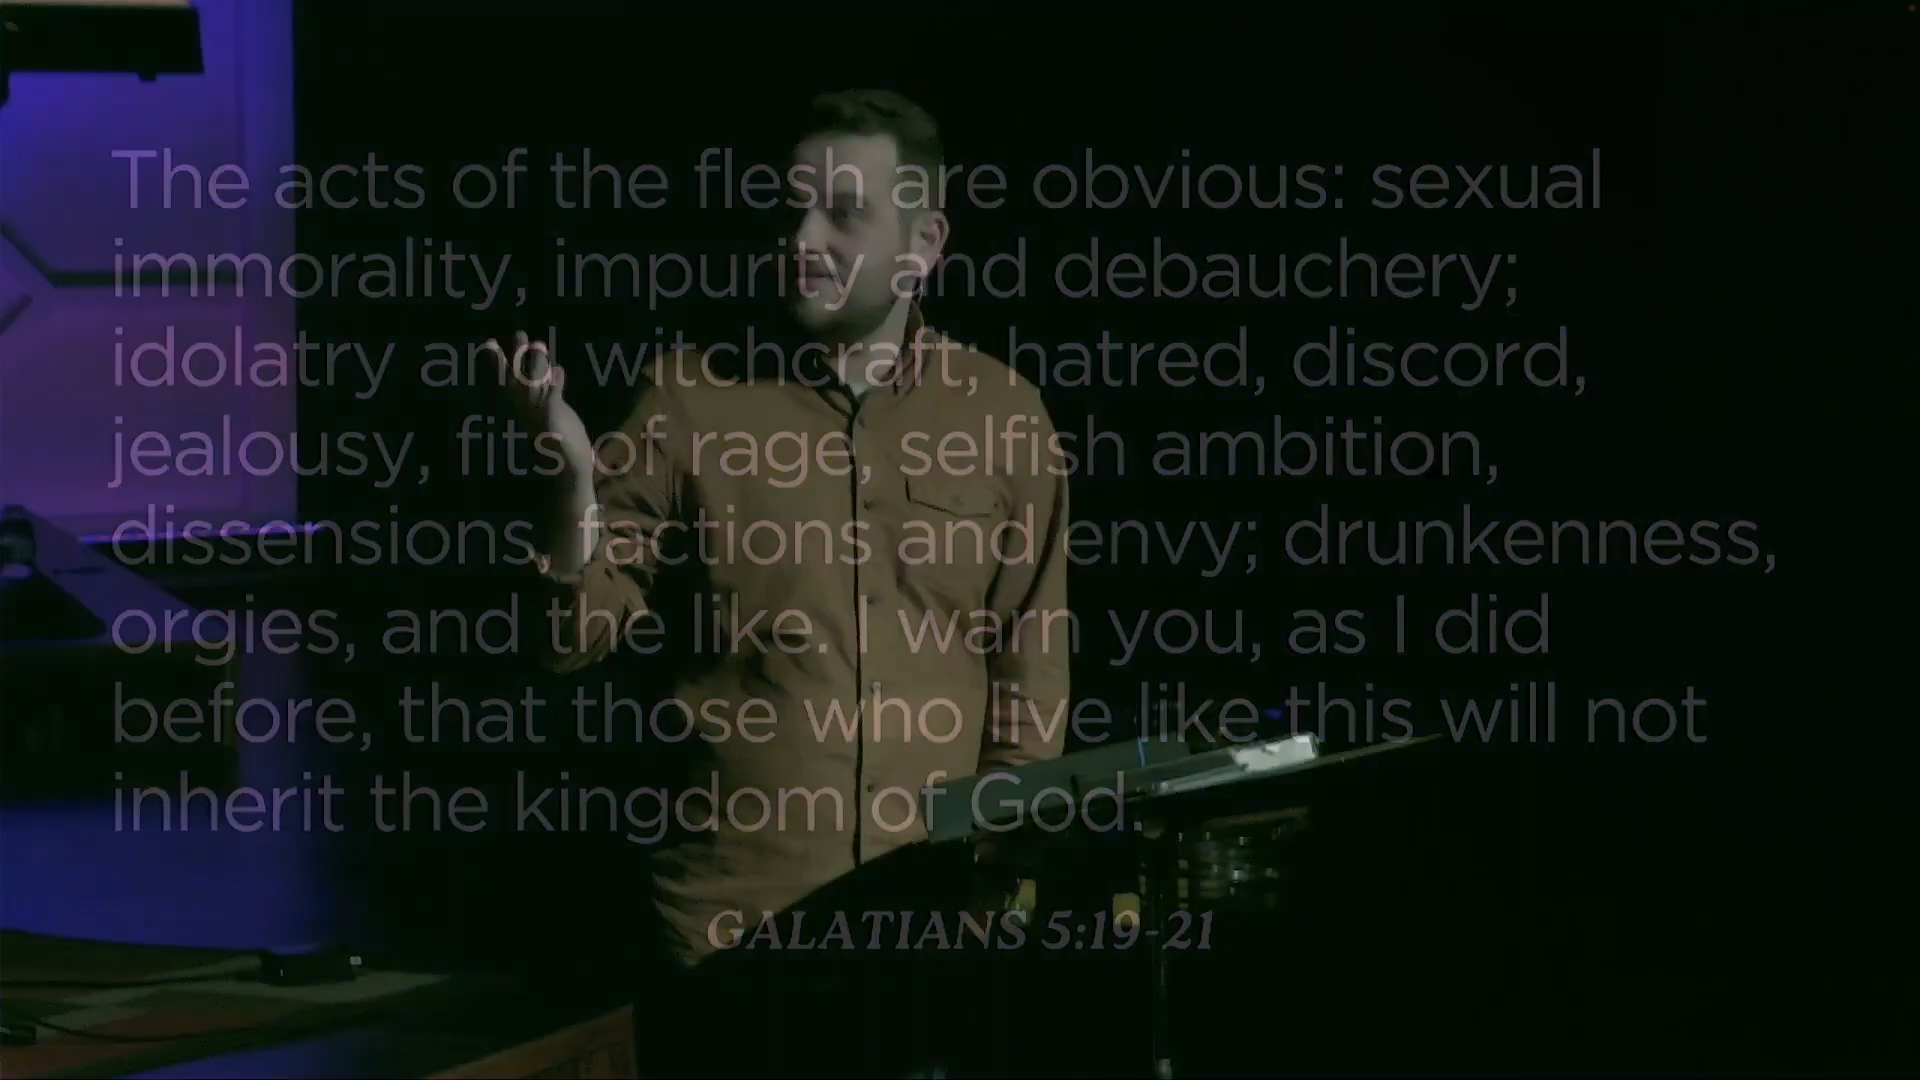 The acts of the flesh are obvious: sexual
immorality, impurity and debauchery;
idolatry and witchcraft; hatred, discord,
jealousy, fits of rage, selfish ambition,
dissensions, factions and envy; drunkenness,
orgies, and the like. I warn you, as I did
before, that those who live like this will not
inherit the kingdom of God.
GALATIANS 5:19-21